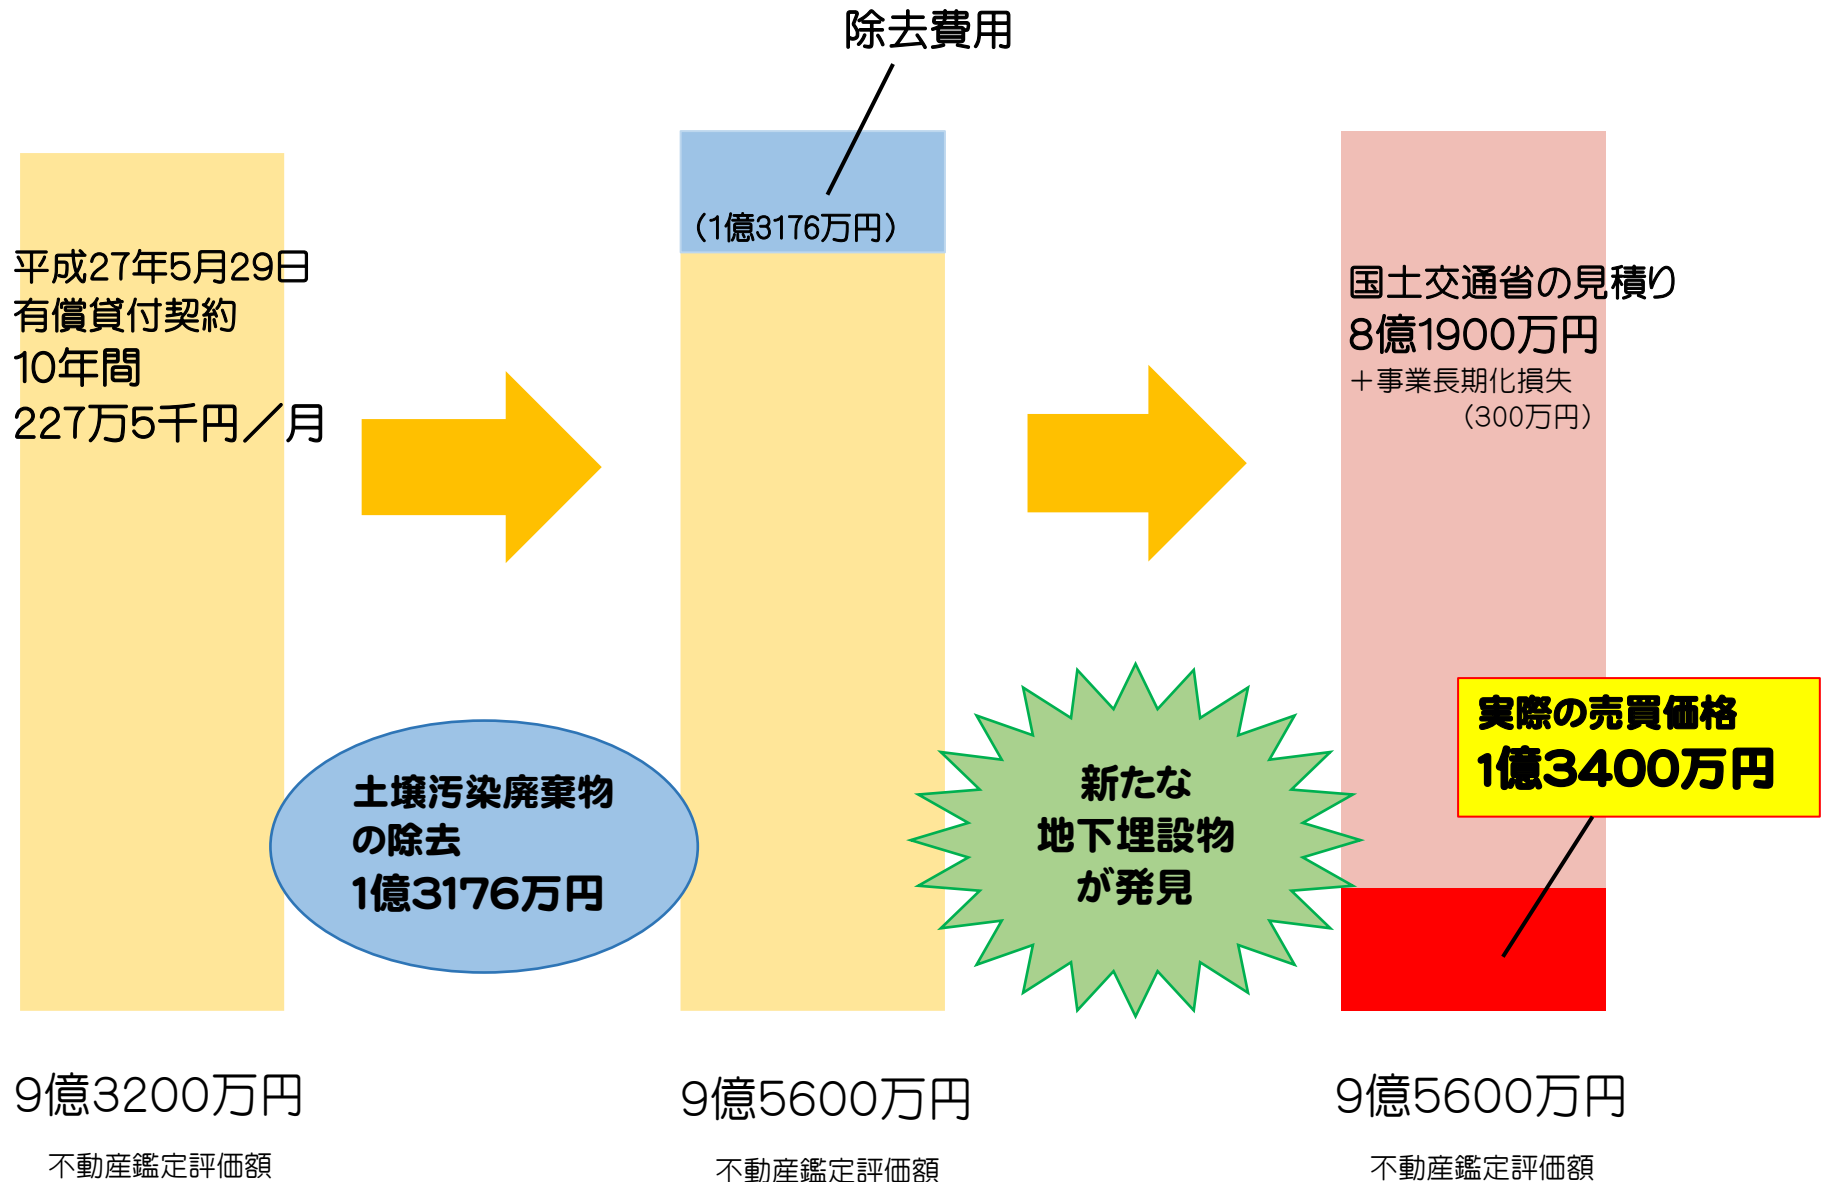 除去費用
平成27年5月29日
有償貸付契約
10年間
227万5千円／月
（1億3176万円）
国土交通省の見積り
8億1900万円
＋事業長期化損失
（300万円）
土壌汚染廃棄物
の除去
1億3176万円
新たな
地下埋設物
が発見
実際の売買価格
1億3400万円
9億3200万円
不動産鑑定評価額
9億5600万円
不動産鑑定評価額
9億5600万円
不動産鑑定評価額